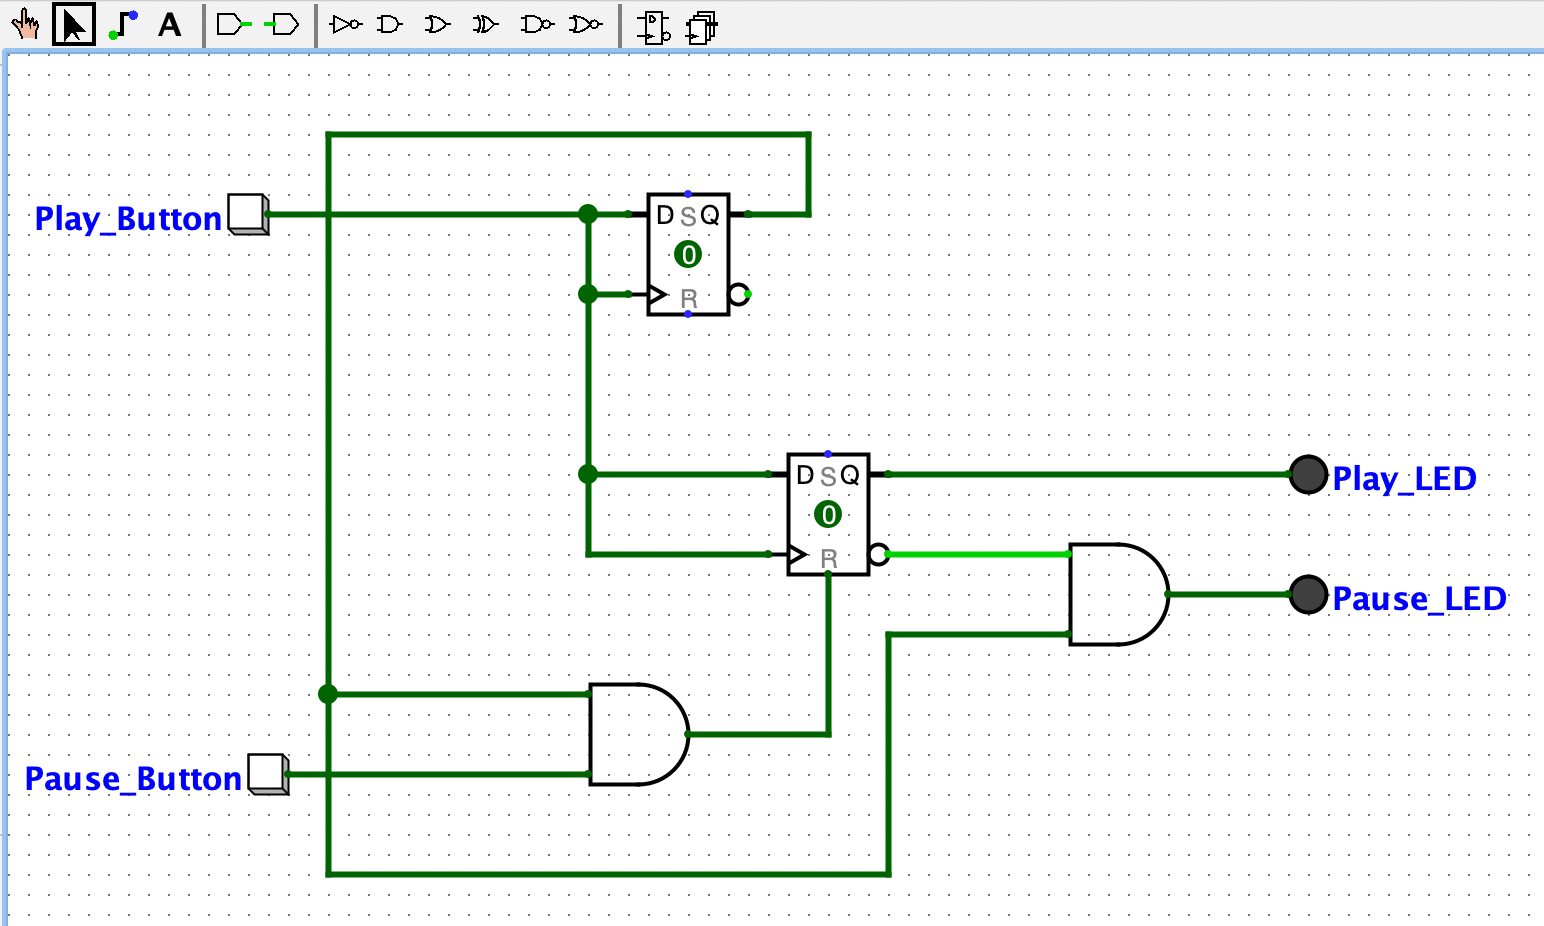 A
Play_Button
D S Q
0
R
D S Q
0
R
Play_LED
Pause_LED
Pause_Button